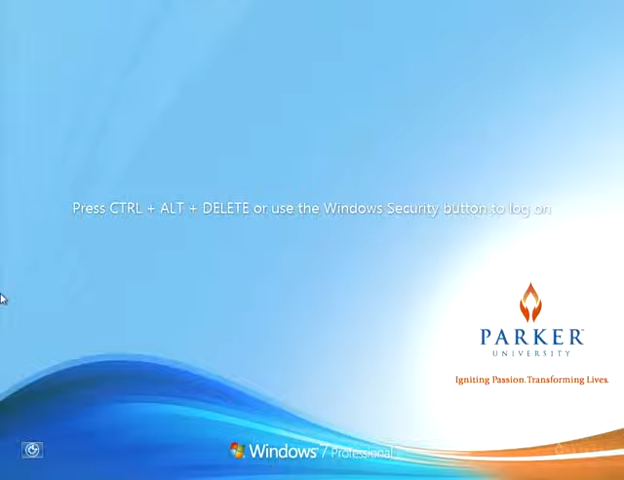 Press CTRL + ALT + DELETE or use the Windows Security button to log on
PARKER
UNIVERSITY
Igniting Passion. Transforming Lives.
Windows 7 Professional